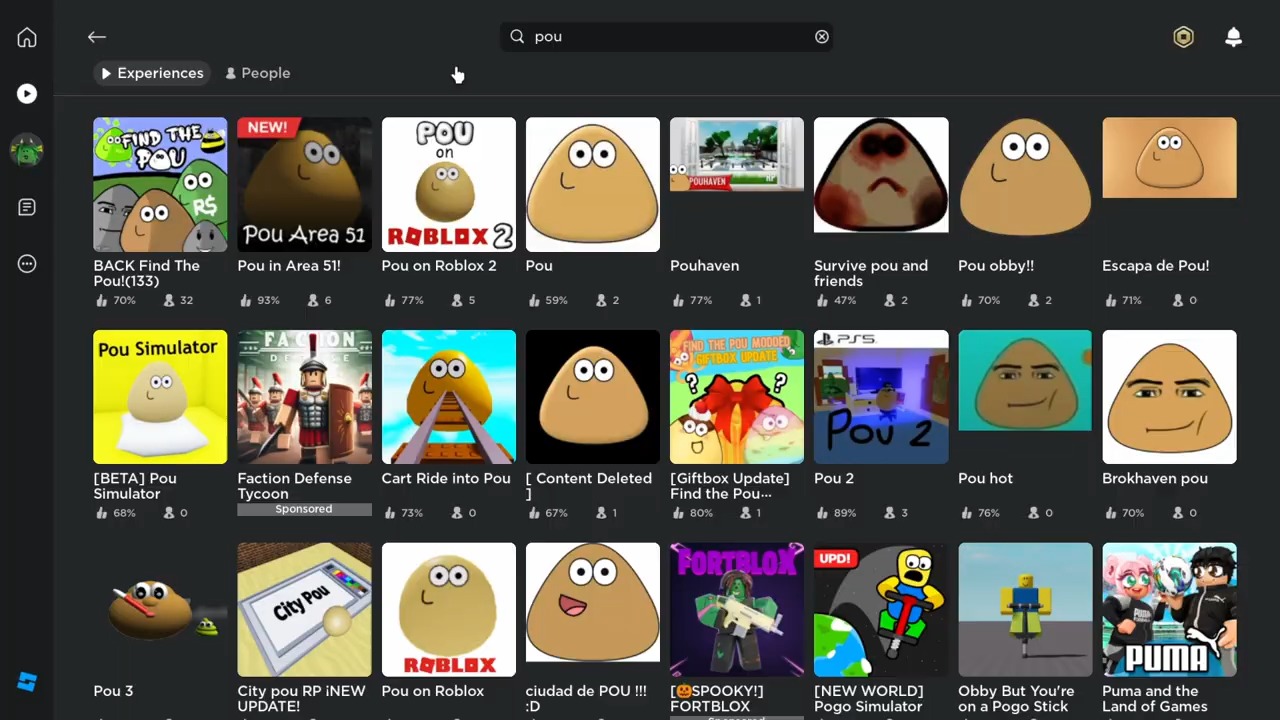 pou
Experiences
People
FIND THE
POU
R$
NEW!
Pou Area 51
POU
on
ROBLOX 2
POUHAVEN
RP
BACK Find The
Pou!(133)
Pou in Area 51!
Pou on Roblox 2
Pou
Pouhaven
Survive pou and
friends
Pou obby!!
Escapa de Pou!
70% 32
93% 6
77% 5
59% 2
77% 1
47% 2
70% 2
71% 0
Pou Simulator
FACTION
DEFENSE
FIND THE POU MODDED
GIFTBOX UPDATE
? ?
PS5
Pou 2
[BETA] Pou
Simulator
Faction Defense
Tycoon
Cart Ride into Pou
[ Content Deleted
]
[Giftbox Update]
Find the Pou...
Pou 2
Pou hot
Brokhaven pou
68% 0
Sponsored
73% 0
67% 1
80% 1
89% 3
76% 0
70% 0
City Pou
ROBLOX
FORTBLOX
UPD!
PUMA
PUMA
Pou 3
City pou RP iNEW
UPDATE!
Pou on Roblox
ciudad de POU !!!
:D
[🎃SPOOKY!]
FORTBLOX
[NEW WORLD]
Pogo Simulator
Obby But You're
on a Pogo Stick
Puma and the
Land of Games
Sponsored